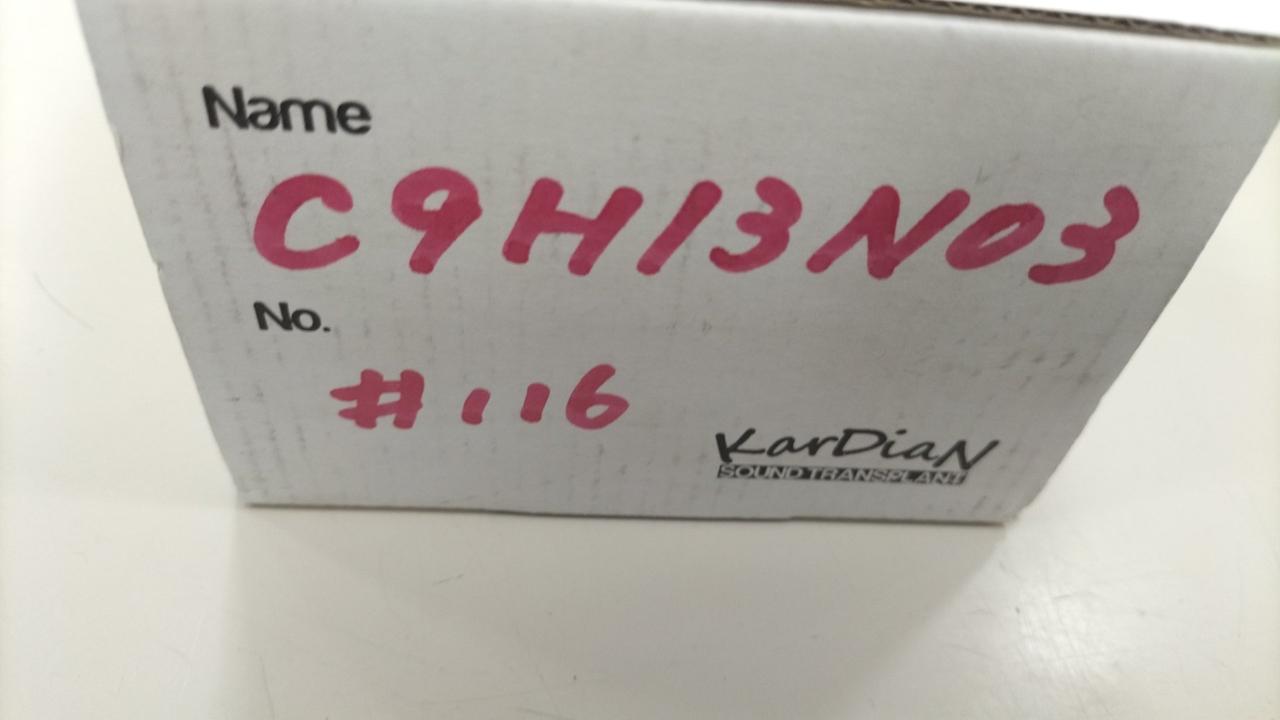 Name
C9H13NO3
No.
#116
KarDiaN
SOUND TRANSPLANT